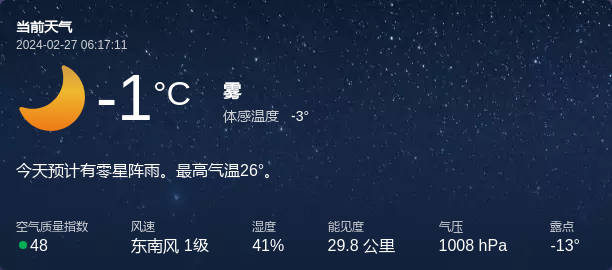 当前天气
2024-02-27 06:17:11
-1°C
雾
体感温度 -3°
今天预计有零星阵雨。最高气温26°。
空气质量指数 风速 湿度 能见度 气压 露点
48 东南风 1级 41% 29.8 公里 1008 hPa -13°